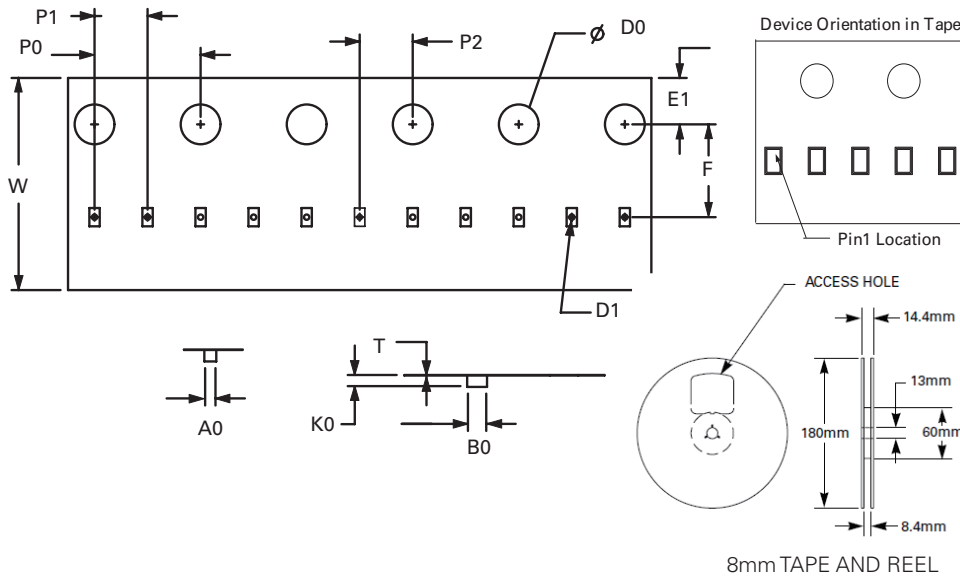 P1
P0
P2
Ø D0
Device Orientation in Tape
E1
W
F
Pin1 Location
D1
ACCESS HOLE
T
14.4mm
13mm
K0
A0
B0
180mm
60mm
8.4mm
8mm TAPE AND REEL